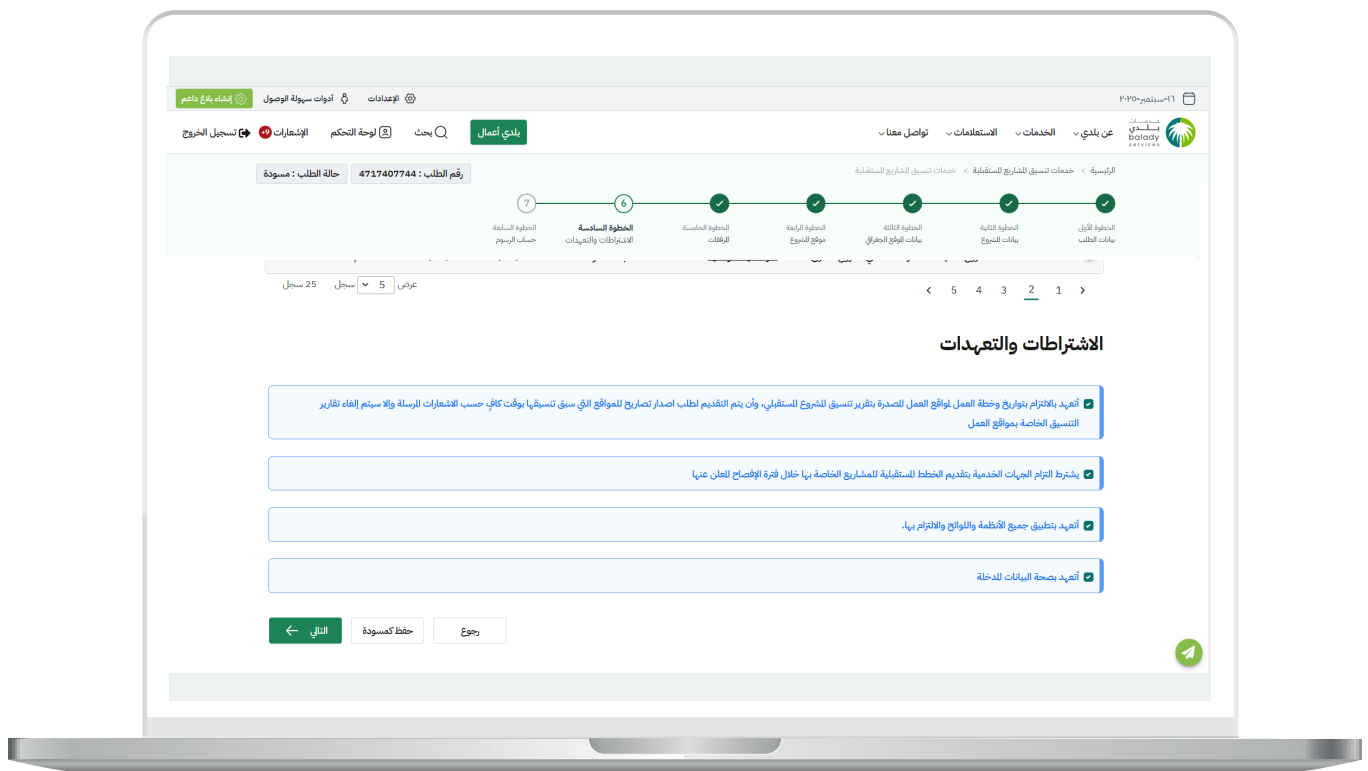 ١٦-سبتمبر-٢٠٢٥
الإعدادات
أدوات سهولة الوصول
إنشاء بلاغ داعم
خدمات
بلدي
balady
services
عن بلدي
الخدمات
الاستعلامات
تواصل معنا
بلدي أعمال
بحث
لوحة التحكم
الإشعارات
+9
تسجيل الخروج
الرئيسية > خدمات تنسيق المشاريع المستقبلية > خدمات تنسيق المشاريع المستقبلية
رقم الطلب : 4717407744
حالة الطلب : مسودة
6
7
الخطوة الأولى
بيانات الطلب
الخطوة الثانية
بيانات المشروع
الخطوة الثالثة
بيانات الموقع الجغرافي
الخطوة الرابعة
موقع المشروع
الخطوة الخامسة
المرفقات
الخطوة السادسة
الاشتراطات والتعهدات
الخطوة السابعة
حساب الرسوم
1 2 3 4 5
عرض 5 سجل 25 سجل
الاشتراطات والتعهدات
أتعهد بالالتزام بتواريخ وخطة العمل لمواقع العمل المصدرة بتقرير تنسيق المشروع المستقبلي، وأن يتم التقديم لطلب اصدار تصاريح للمواقع التي سبق تنسيقها بوقت كافٍ حسب الاشعارات المرسلة وإلا سيتم إلغاء تقارير
التنسيق الخاصة بمواقع العمل
يشترط التزام الجهات الخدمية بتقديم الخطط المستقبلية للمشاريع الخاصة بها خلال فترة الإفصاح المعلن عنها
أتعهد بتطبيق جميع الأنظمة واللوائح والالتزام بها.
أتعهد بصحة البيانات المدخلة
رجوع
حفظ كمسودة
التالي